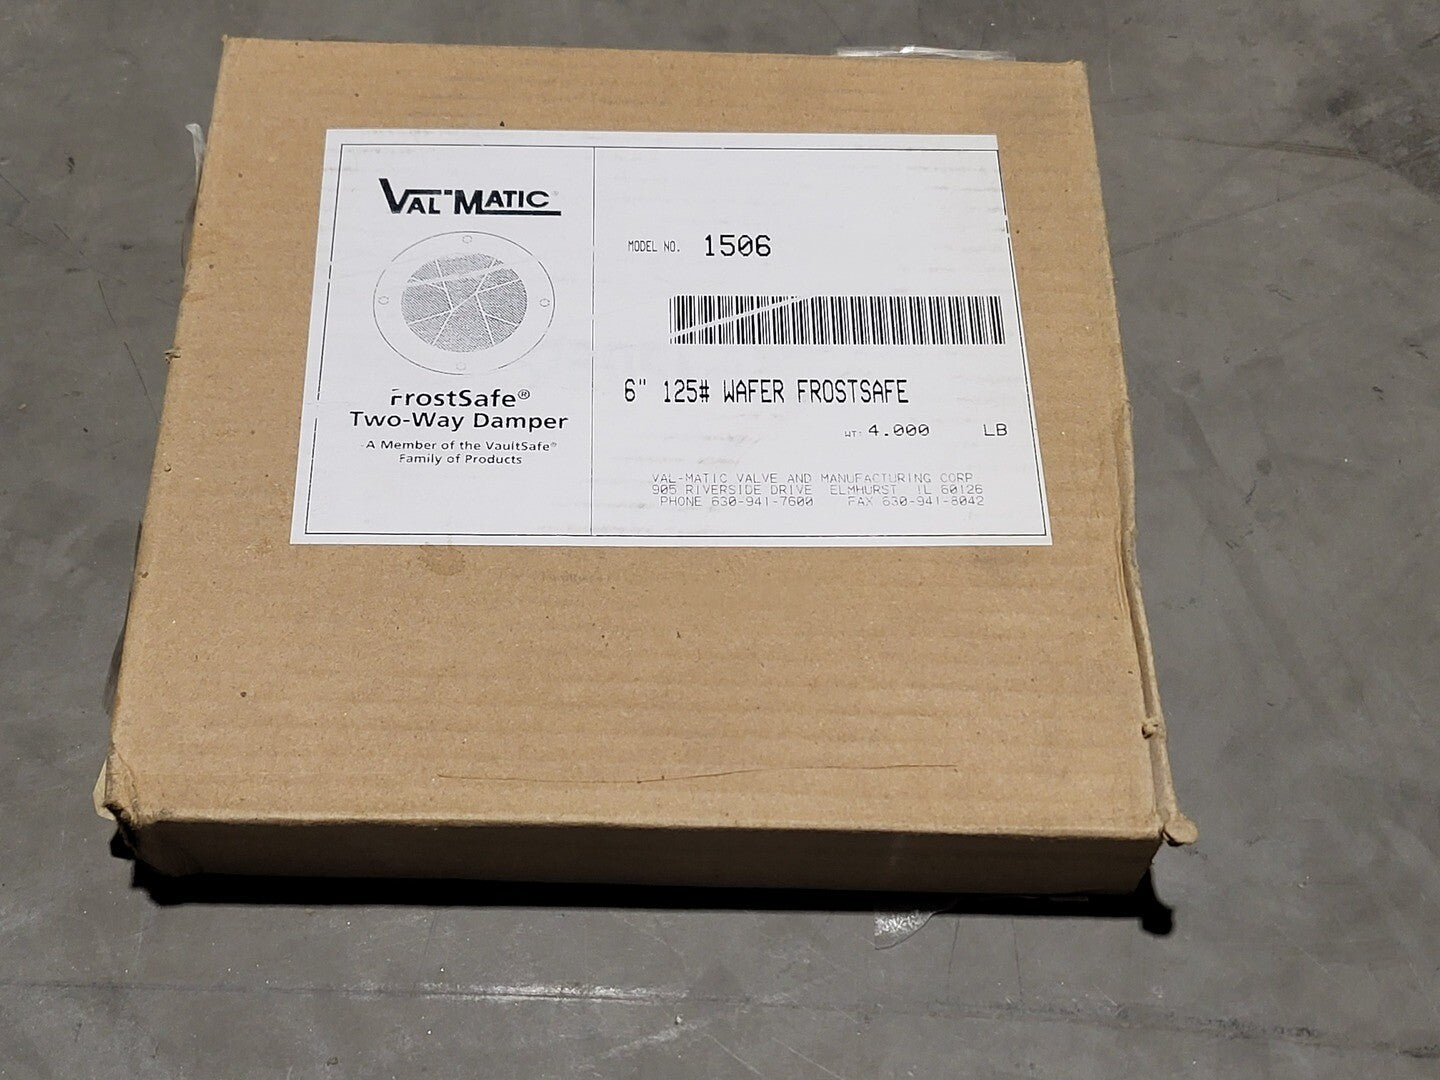 VAL-MATIC®
FrostSafe®
Two-Way Damper
A Member of the VaultSafe®
Family of Products
MODEL NO. 1506
6" 125# WAFER FROSTSAFE
WT: 4.000 LB
VAL-MATIC VALVE AND MANUFACTURING CORP
905 RIVERSIDE DRIVE ELMHURST IL 60126
PHONE 630-941-7600 FAX 630-941-8042